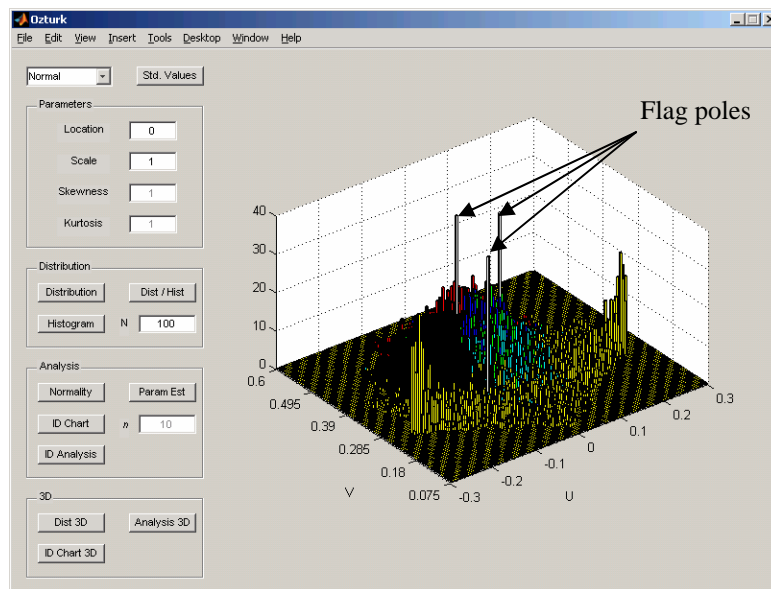 Ozturk
File Edit View Insert Tools Desktop Window Help
Normal
Std. Values
Parameters
Location 0
Scale 1
Skewness 1
Kurtosis 1
Distribution
Distribution Dist / Hist
Histogram N 100
Analysis
Normality Param Est
ID Chart n 10
ID Analysis
3D
Dist 3D Analysis 3D
ID Chart 3D
Flag poles
40
30
20
10
0
0.6
0.495
0.39
0.285
0.18
0.075
V
-0.3
-0.2
-0.1
0
0.1
0.2
0.3
U